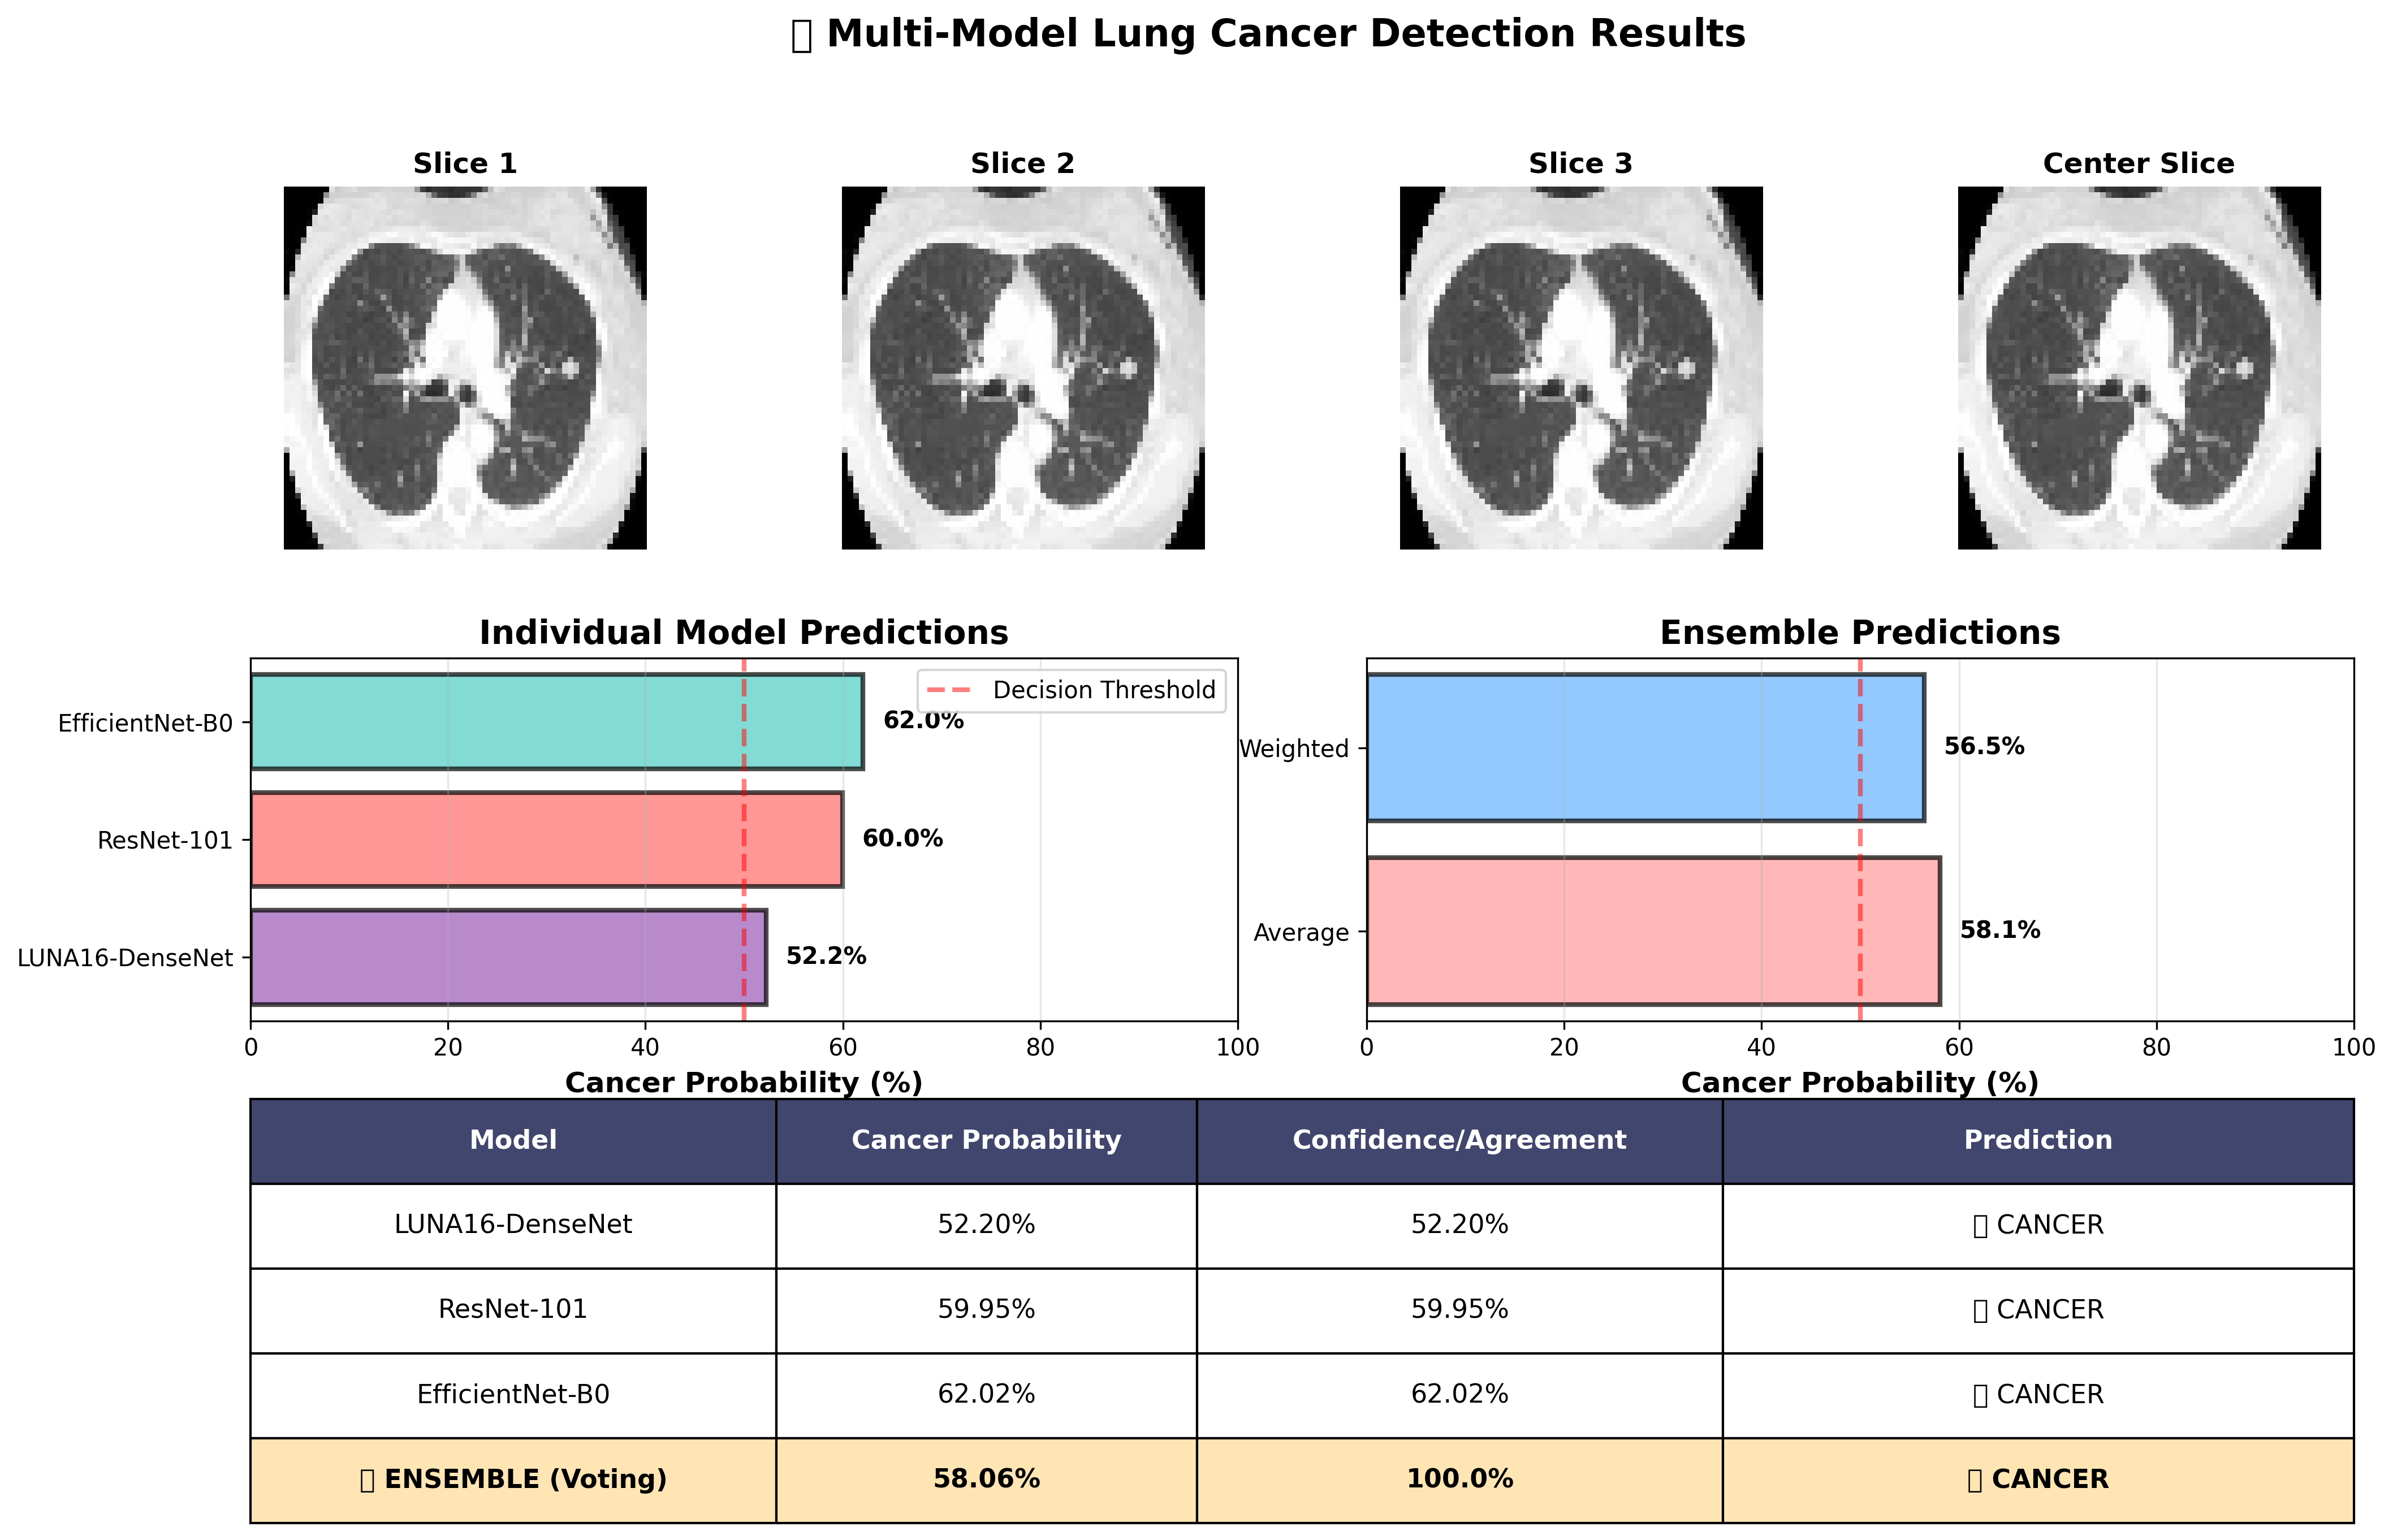 Multi-Model Lung Cancer Detection Results
Slice 1
Slice 2
Slice 3
Center Slice
Individual Model Predictions
EfficientNet-B0
62.0%
Decision Threshold
ResNet-101
60.0%
LUNA16-DenseNet
52.2%
0 20 40 60 80 100
Cancer Probability (%)
Ensemble Predictions
Weighted
56.5%
Average
58.1%
0 20 40 60 80 100
Cancer Probability (%)
Model Cancer Probability Confidence/Agreement Prediction
LUNA16-DenseNet 52.20% 52.20% CANCER
ResNet-101 59.95% 59.95% CANCER
EfficientNet-B0 62.02% 62.02% CANCER
ENSEMBLE (Voting) 58.06% 100.0% CANCER